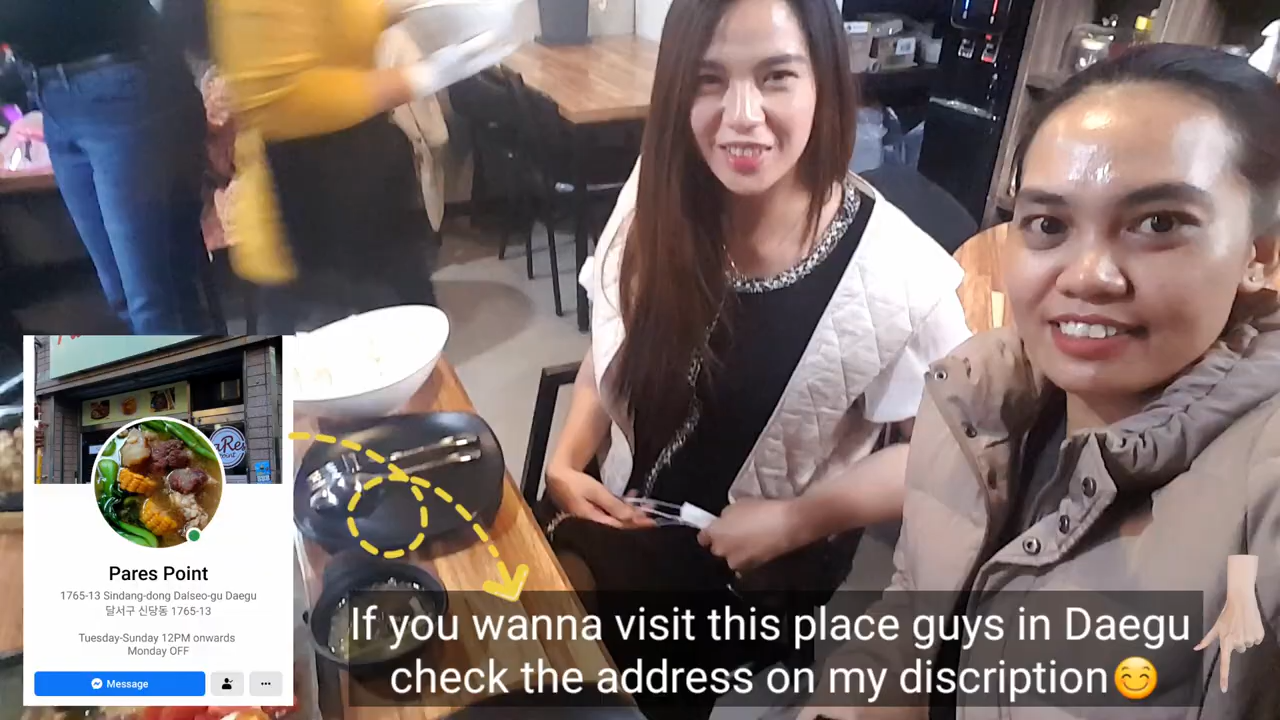 aRes
Point
Pares Point
1765-13 Sindang-dong Dalseo-gu Daegu
달서구 신당동 1765-13
Tuesday-Sunday 12PM onwards
Monday OFF
Message
If you wanna visit this place guys in Daegu
check the address on my discription😊